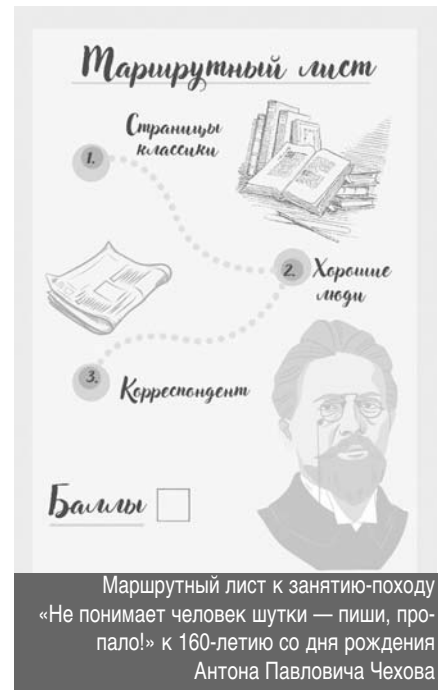 Маршрутный лист
Страницы
классики
1.
2. Хорошие
люди
3.
Корреспондент
Баллы
Маршрутный лист к занятию-походу
«Не понимает человек шутки — пиши, про-
пало!» к 160-летию со дня рождения
Антона Павловича Чехова